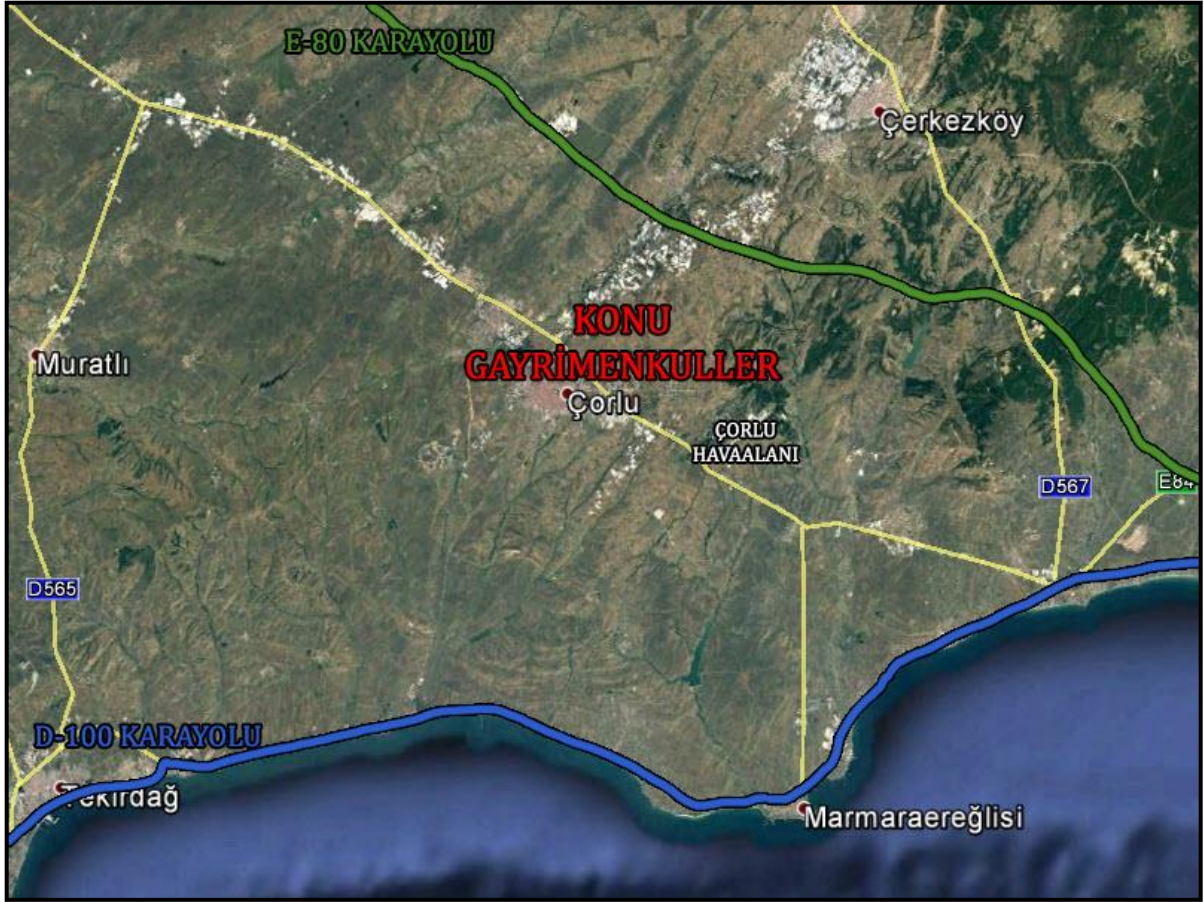 E-80 KARAYOLU
Çerkezköy
KONU
GAYRİMENKULLER
Muratlı
Çorlu
ÇORLU
HAVAALANI
D567
E84
D565
D-100 KARAYOLU
Tekirdağ
Marmaraereğlisi